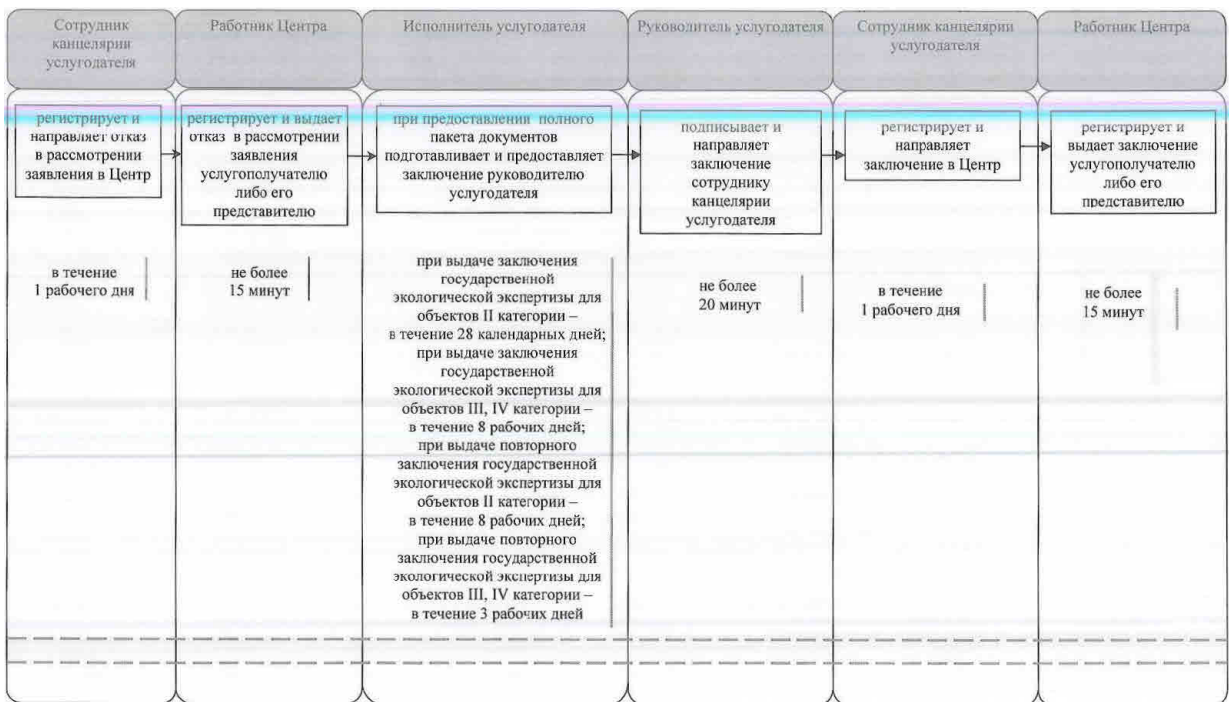 Сотрудник
канцелярии
услугодателя
Работник Центра
Исполнитель услугодателя
Руководитель услугодателя
Сотрудник канцелярии
услугодателя
Работник Центра
регистрирует и
направляет отказ
в рассмотрении
заявления в Центр
регистрирует и выдает
отказ в рассмотрении
заявления
услугополучателю
либо его
представителю
при предоставлении полного
пакета документов
подготавливает и предоставляет
заключение руководителю
услугодателя
подписывает и
направляет
заключение
сотруднику
канцелярии
услугодателя
регистрирует и
направляет
заключение в Центр
регистрирует и
выдает заключение
услугополучателю
либо его
представителю
в течение
1 рабочего дня
не более
15 минут
при выдаче заключения
государственной
экологической экспертизы для
объектов II категории –
в течение 28 календарных дней;
при выдаче заключения
государственной
экологической экспертизы для
объектов III, IV категории –
в течение 8 рабочих дней;
при выдаче повторного
заключения государственной
экологической экспертизы для
объектов II категории –
в течение 8 рабочих дней;
при выдаче повторного
заключения государственной
экологической экспертизы для
объектов III, IV категории –
в течение 3 рабочих дней
не более
20 минут
в течение
1 рабочего дня
не более
15 минут